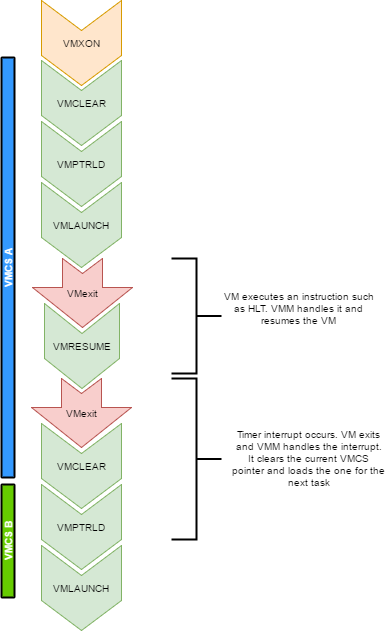 VMXON
VMCLEAR
VMPTRLD
VMLAUNCH
VMexit
VMRESUME
VMexit
VMCLEAR
VMPTRLD
VMLAUNCH
VMCS A
VMCS B
VM executes an instruction such
as HLT. VMM handles it and
resumes the VM
Timer interrupt occurs. VM exits
and VMM handles the interrupt.
It clears the current VMCS
pointer and loads the one for the
next task